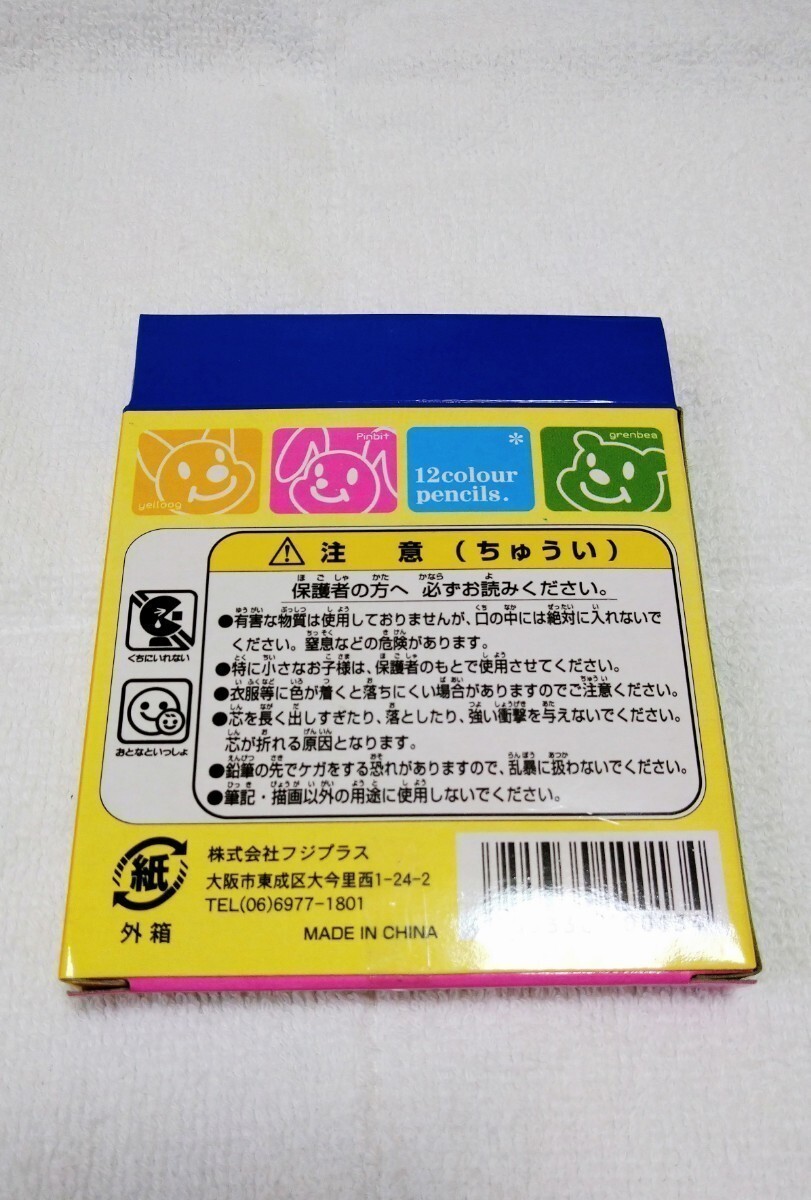 yelloog
Pinbit
*
12colour
pencils.
grenbea
⚠ 注 意 (ちゅうい)
保護者の方へ 必ずお読みください。
●有害な物質は使用しておりませんが、口の中には絶対に入れないで
ください。窒息などの危険があります。
●特に小さなお子様は、保護者のもとで使用させてください。
●衣服等に色が着くと落ちにくい場合がありますのでご注意ください。
●芯を長く出しすぎたり、落としたり、強い衝撃を与えないでください。
芯が折れる原因となります。
●鉛筆の先でケガをする恐れがありますので、乱暴に扱わないでください。
●筆記・描画以外の用途に使用しないでください。
くちにいれない
おとなといっしょ
紙
外箱
株式会社フジプラス
大阪市東成区大今里西1-24-2
TEL(06)6977-1801
MADE IN CHINA